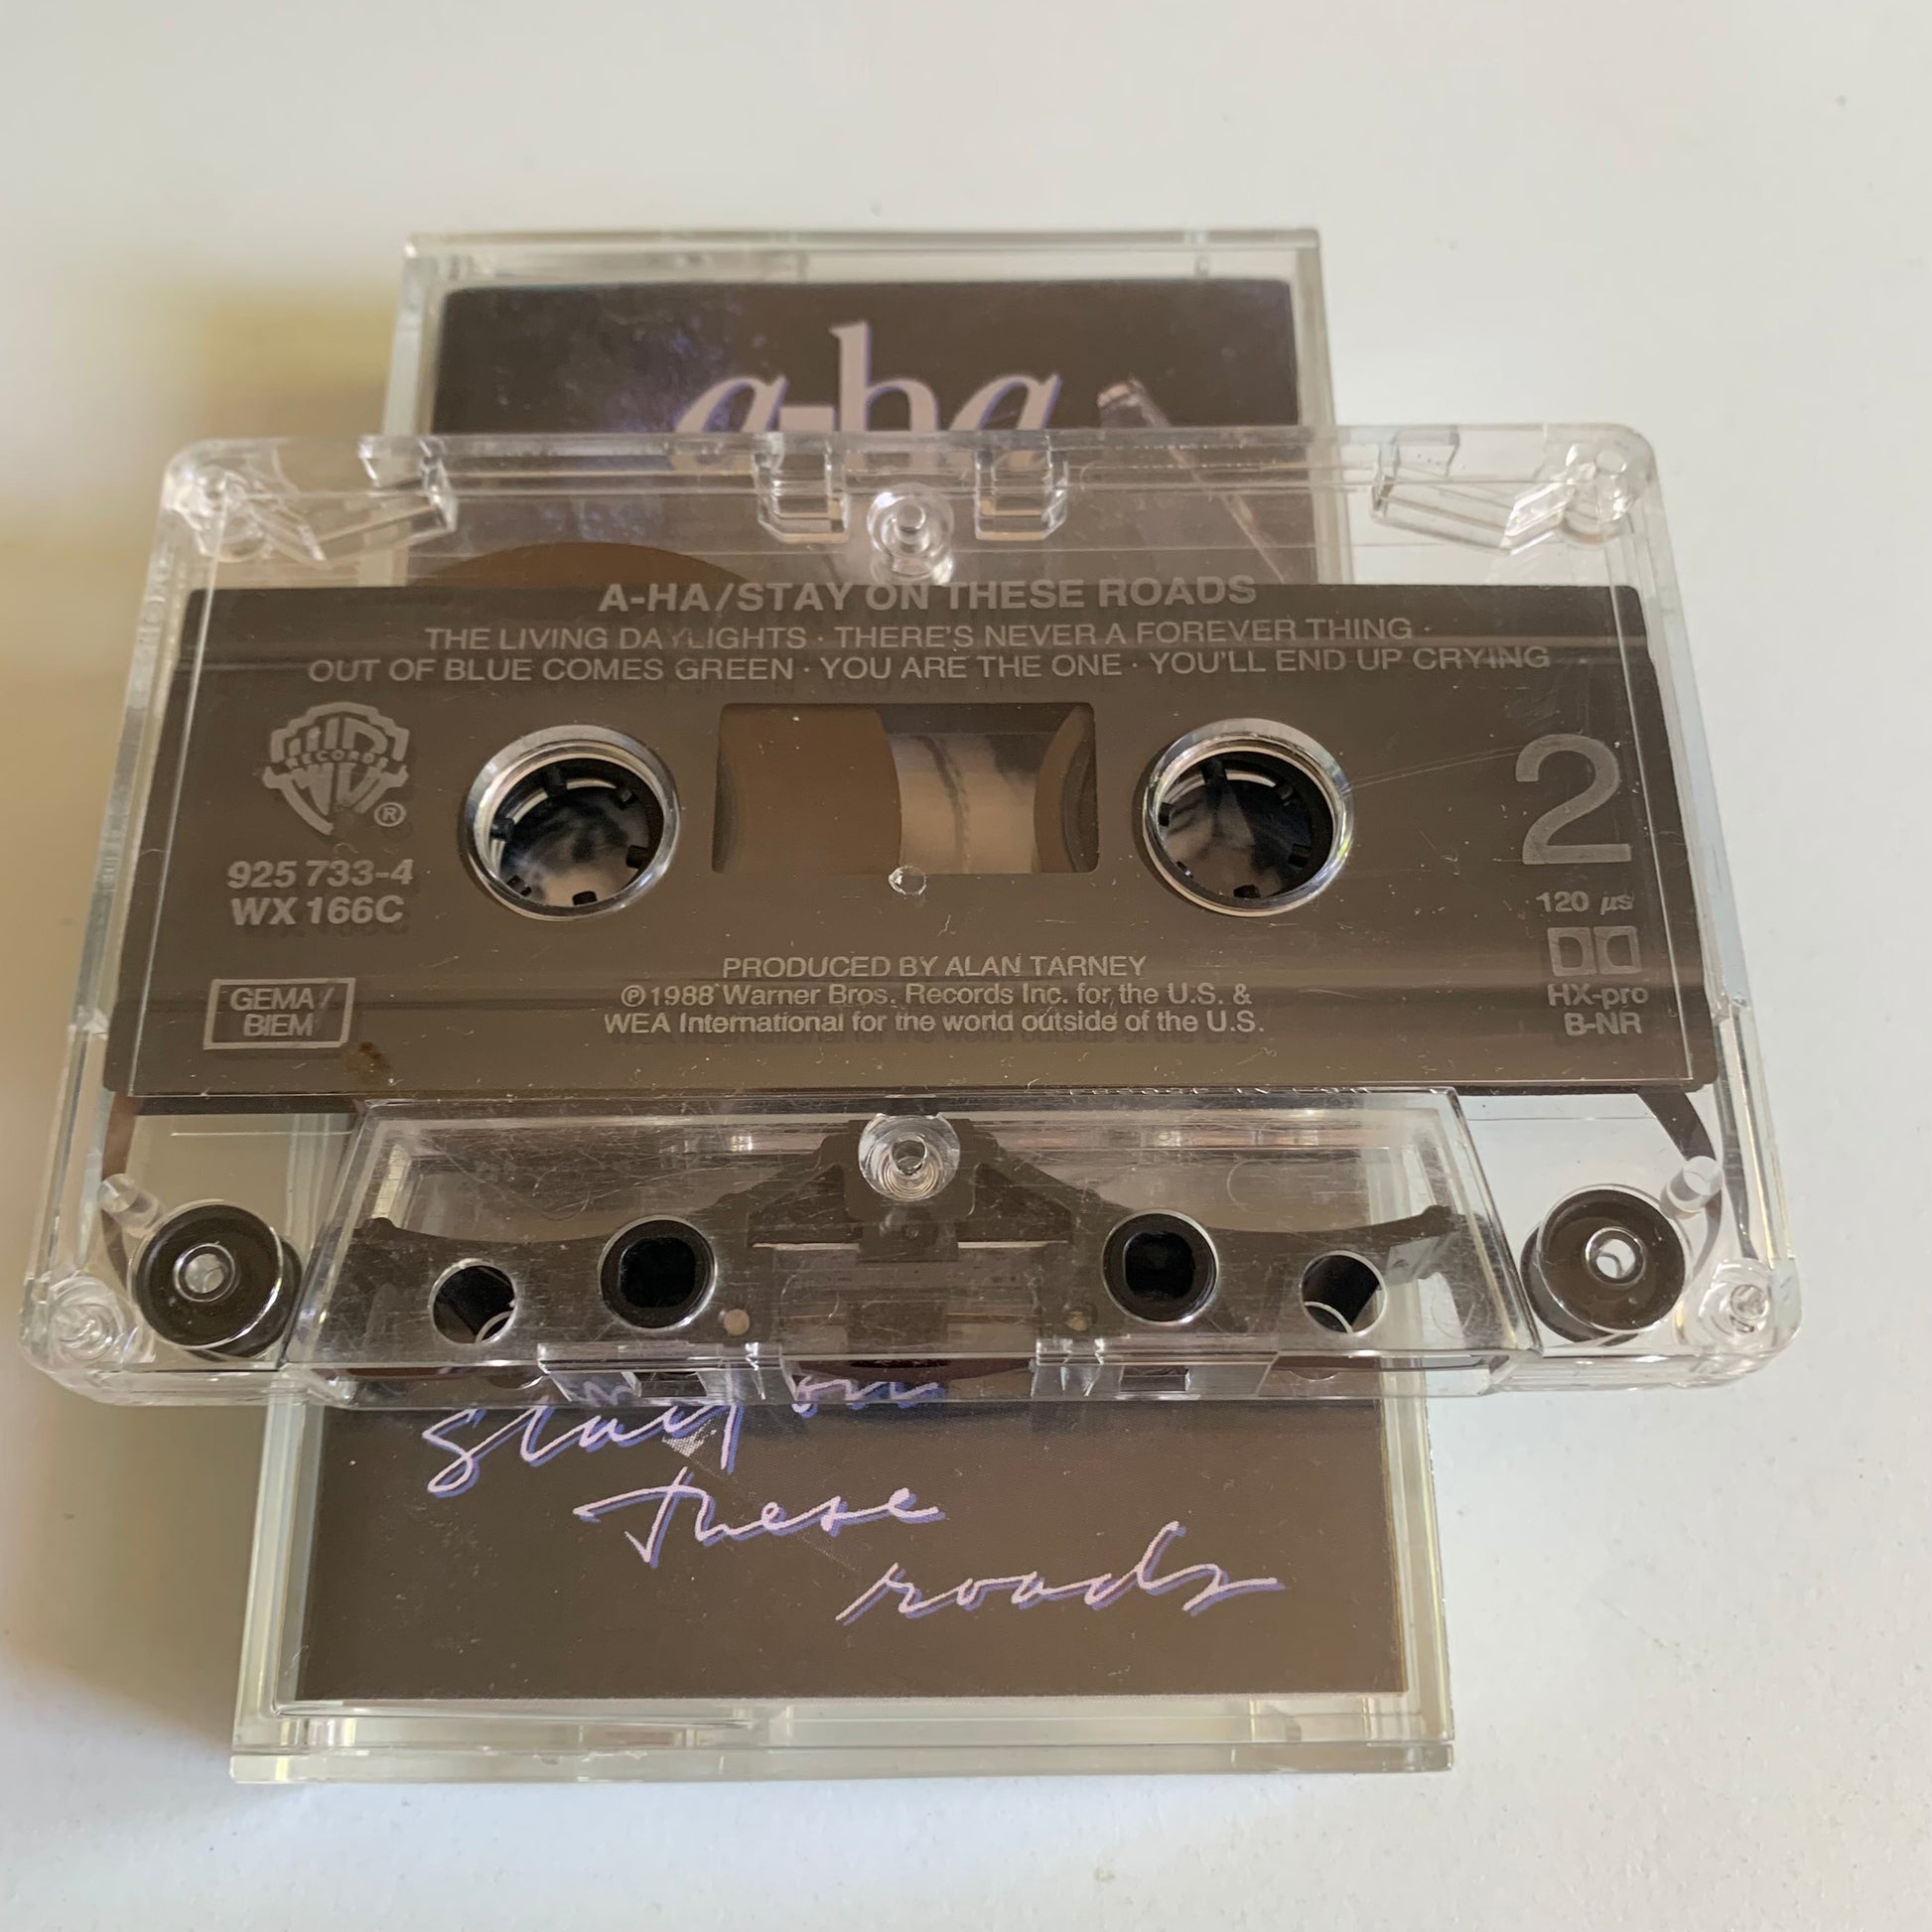 a-ha
A-HA/STAY ON THESE ROADS
THE LIVING DAYLIGHTS · THERE'S NEVER A FOREVER THING ·
OUT OF BLUE COMES GREEN · YOU ARE THE ONE · YOU'LL END UP CRYING
RECORDS
®
925 733-4
WX 166C
GEMA/
BIEM
2
120 µs
HX-pro
B-NR
PRODUCED BY ALAN TARNEY
℗ 1988 Warner Bros. Records Inc. for the U.S. &
WEA International for the world outside of the U.S.
stay on
these
roads